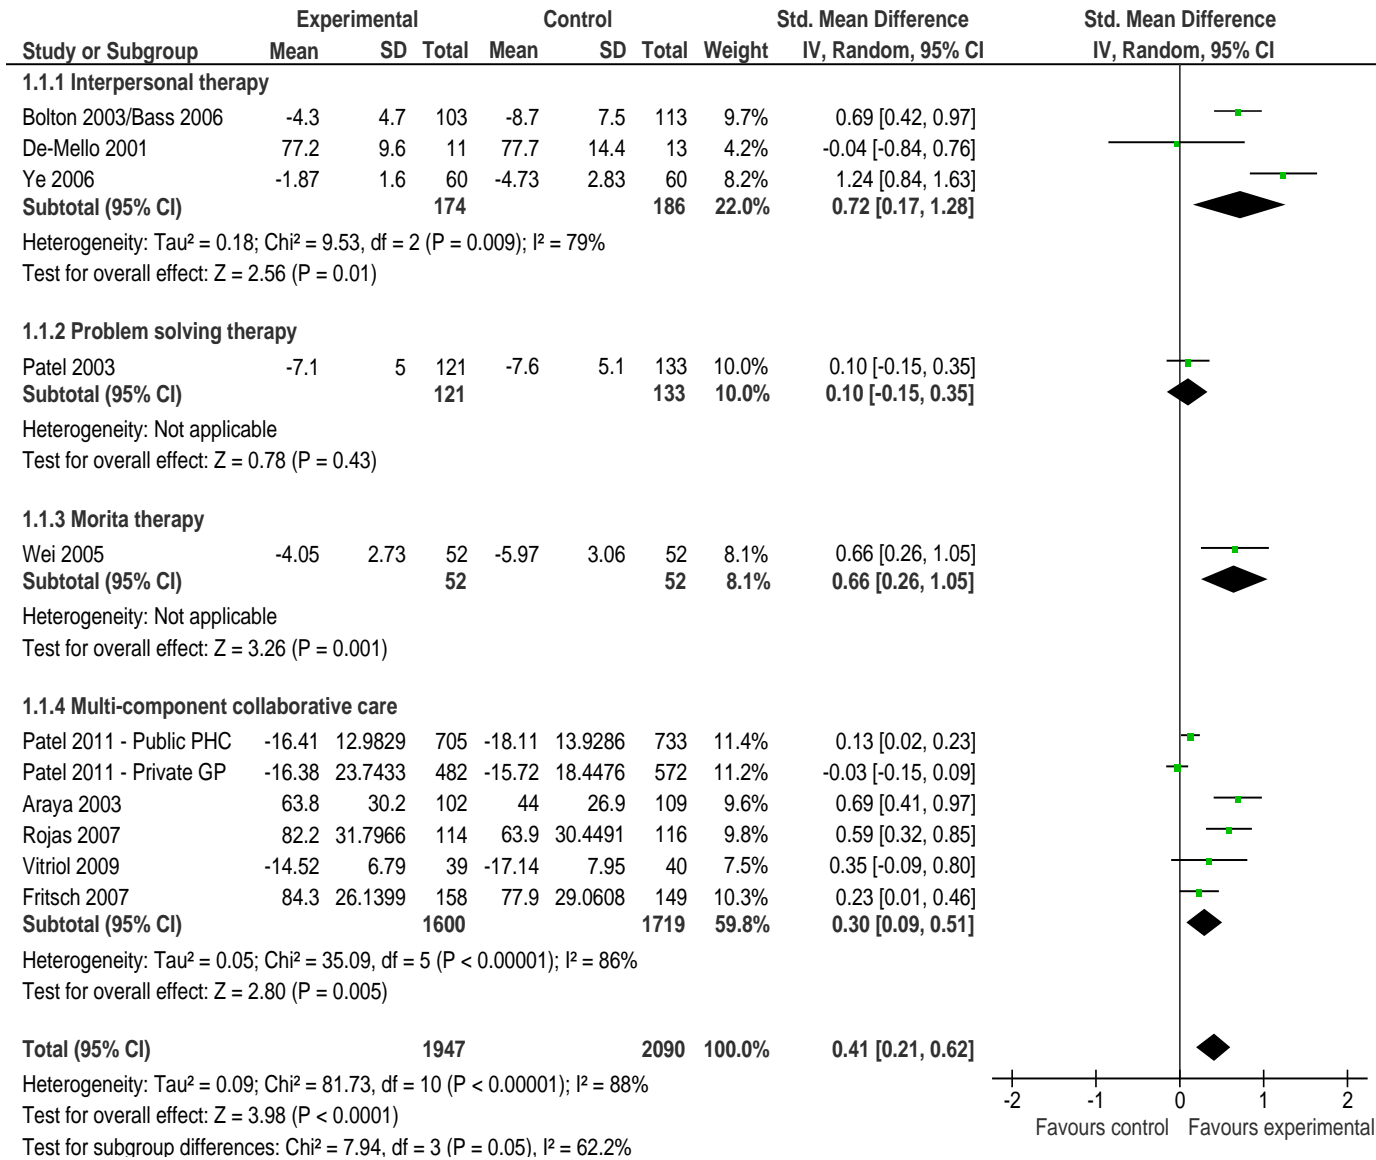 Experimental Control Std. Mean Difference Std. Mean Difference
Study or Subgroup Mean SD Total Mean SD Total Weight IV, Random, 95% CI IV, Random, 95% CI
1.1.1 Interpersonal therapy
Bolton 2003/Bass 2006 -4.3 4.7 103 -8.7 7.5 113 9.7% 0.69 [0.42, 0.97]
De-Mello 2001 77.2 9.6 11 77.7 14.4 13 4.2% -0.04 [-0.84, 0.76]
Ye 2006 -1.87 1.6 60 -4.73 2.83 60 8.2% 1.24 [0.84, 1.63]
Subtotal (95% CI) 174 186 22.0% 0.72 [0.17, 1.28]
Heterogeneity: Tau² = 0.18; Chi² = 9.53, df = 2 (P = 0.009); I² = 79%
Test for overall effect: Z = 2.56 (P = 0.01)
1.1.2 Problem solving therapy
Patel 2003 -7.1 5 121 -7.6 5.1 133 10.0% 0.10 [-0.15, 0.35]
Subtotal (95% CI) 121 133 10.0% 0.10 [-0.15, 0.35]
Heterogeneity: Not applicable
Test for overall effect: Z = 0.78 (P = 0.43)
1.1.3 Morita therapy
Wei 2005 -4.05 2.73 52 -5.97 3.06 52 8.1% 0.66 [0.26, 1.05]
Subtotal (95% CI) 52 52 8.1% 0.66 [0.26, 1.05]
Heterogeneity: Not applicable
Test for overall effect: Z = 3.26 (P = 0.001)
1.1.4 Multi-component collaborative care
Patel 2011 - Public PHC -16.41 12.9829 705 -18.11 13.9286 733 11.4% 0.13 [0.02, 0.23]
Patel 2011 - Private GP -16.38 23.7433 482 -15.72 18.4476 572 11.2% -0.03 [-0.15, 0.09]
Araya 2003 63.8 30.2 102 44 26.9 109 9.6% 0.69 [0.41, 0.97]
Rojas 2007 82.2 31.7966 114 63.9 30.4491 116 9.8% 0.59 [0.32, 0.85]
Vitriol 2009 -14.52 6.79 39 -17.14 7.95 40 7.5% 0.35 [-0.09, 0.80]
Fritsch 2007 84.3 26.1399 158 77.9 29.0608 149 10.3% 0.23 [0.01, 0.46]
Subtotal (95% CI) 1600 1719 59.8% 0.30 [0.09, 0.51]
Heterogeneity: Tau² = 0.05; Chi² = 35.09, df = 5 (P < 0.00001); I² = 86%
Test for overall effect: Z = 2.80 (P = 0.005)
Total (95% CI) 1947 2090 100.0% 0.41 [0.21, 0.62]
Heterogeneity: Tau² = 0.09; Chi² = 81.73, df = 10 (P < 0.00001); I² = 88%
Test for overall effect: Z = 3.98 (P < 0.0001)
Test for subgroup differences: Chi² = 7.94, df = 3 (P = 0.05), I² = 62.2%
-2 -1 0 1 2
Favours control Favours experimental